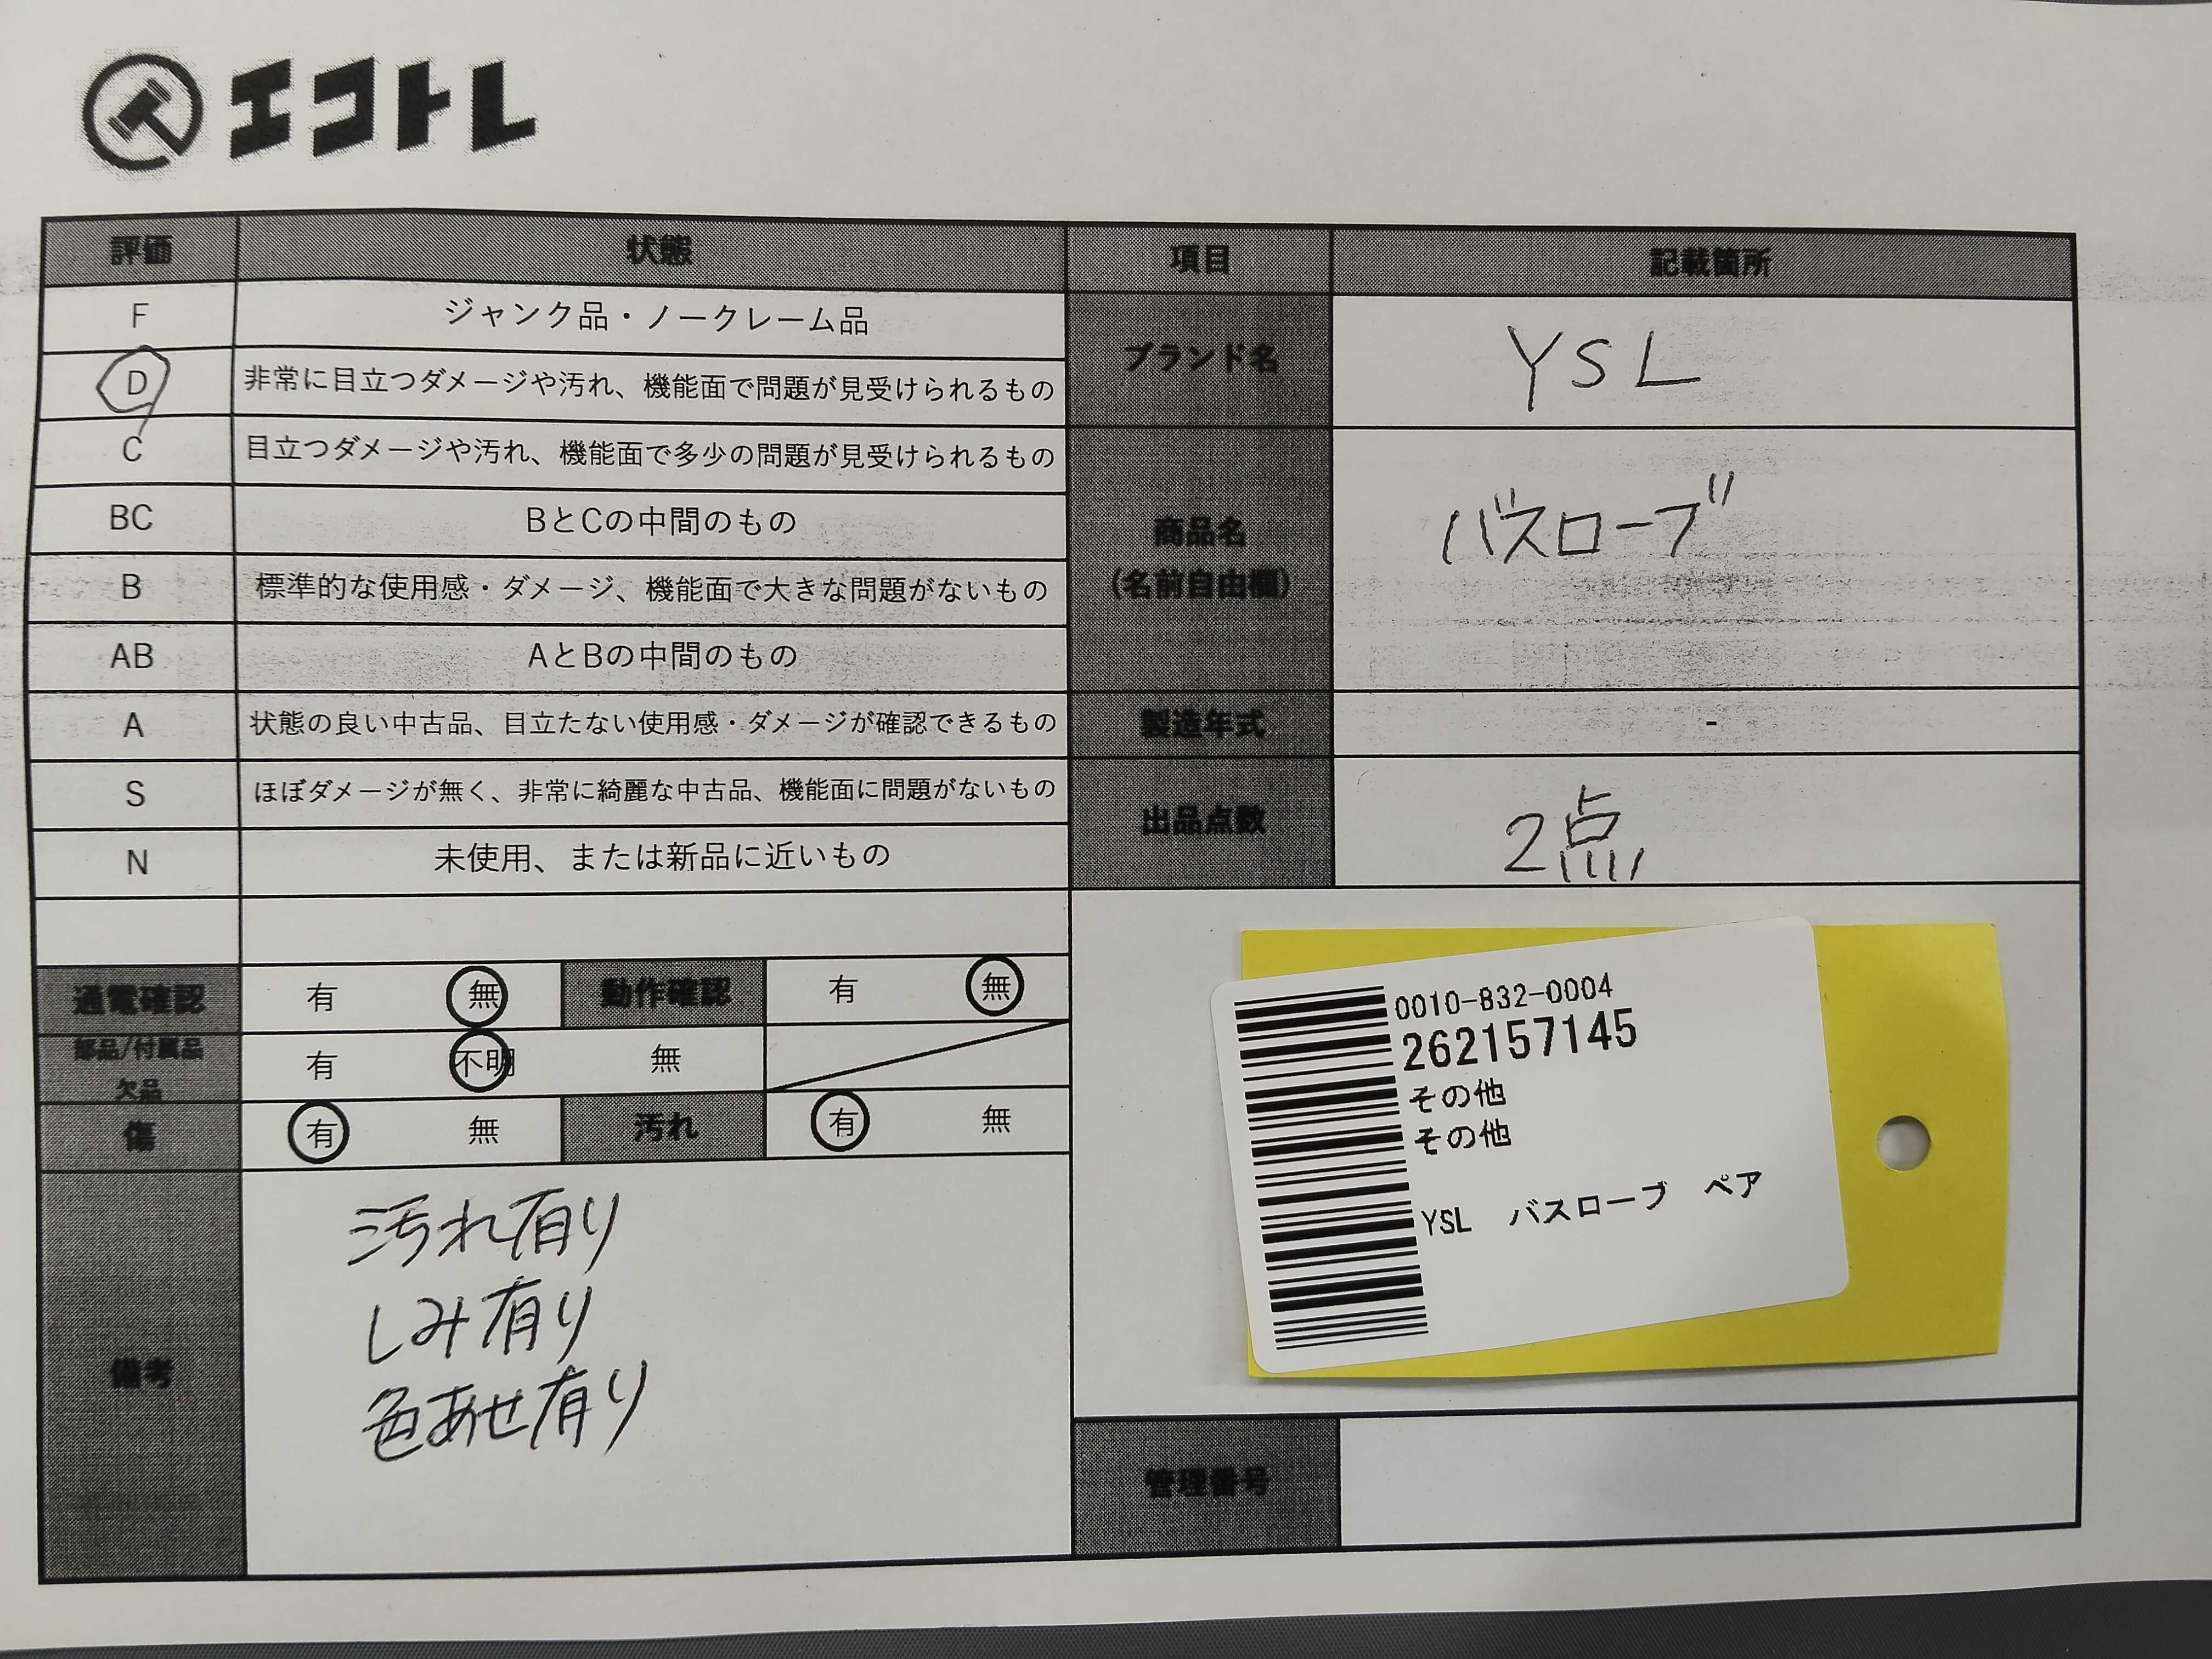 エコトレ
評価 状態
F ジャンク品・ノークレーム品
D 非常に目立つダメージや汚れ、機能面で問題が見受けられるもの
C 目立つダメージや汚れ、機能面で多少の問題が見受けられるもの
BC BとCの中間のもの
B 標準的な使用感・ダメージ、機能面で大きな問題がないもの
AB AとBの中間のもの
A 状態の良い中古品、目立たない使用感・ダメージが確認できるもの
S ほぼダメージが無く、非常に綺麗な中古品、機能面に問題がないもの
N 未使用、または新品に近いもの
通電確認 有 無 動作確認 有 無
部品/付属品
欠品 有 不明 無
傷 有 無 汚れ 有 無
備考
汚れ有り
しみ有り
色あせ有り
項目 記載箇所
ブランド名 YSL
商品名
(名前自由欄)
バスローブ
製造年式 -
出品点数 2点
0010-832-0004
262157145
その他
その他
YSL バスローブ ペア
管理番号